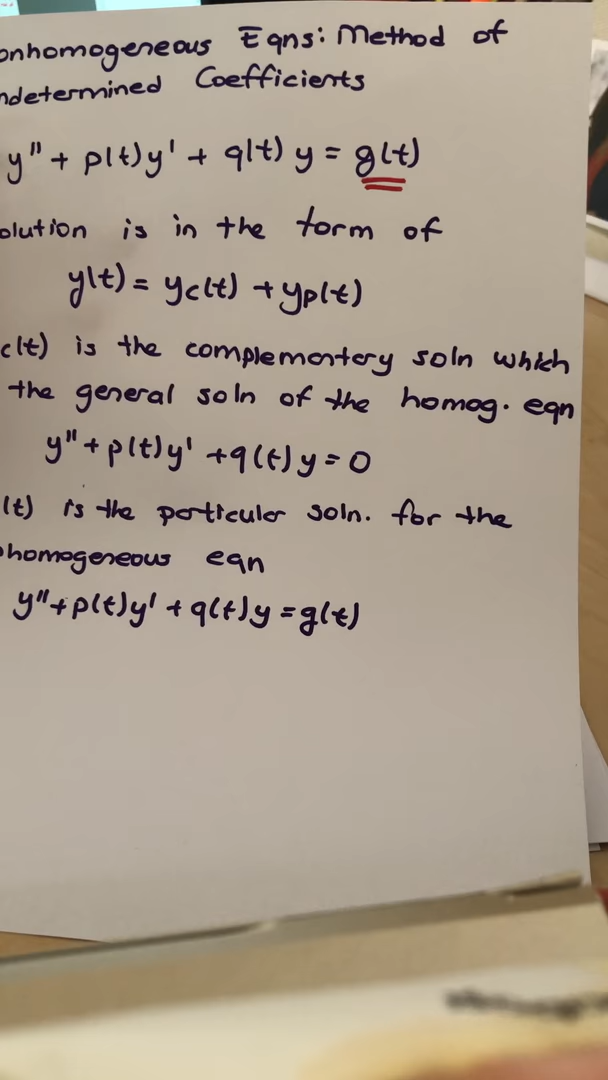 onhomogeneous Eqns: Method of
ndetermined Coefficients
y" + p(t)y' + q(t) y = g(t)
olution is in the form of
y(t) = yc(t) + yp(t)
c(t) is the complementary soln which
the general soln of the homog. eqn
y" + p(t)y' + q(t)y = 0
(t) is the particular soln. for the
homogeneous eqn
y" + p(t)y' + q(t)y = g(t)